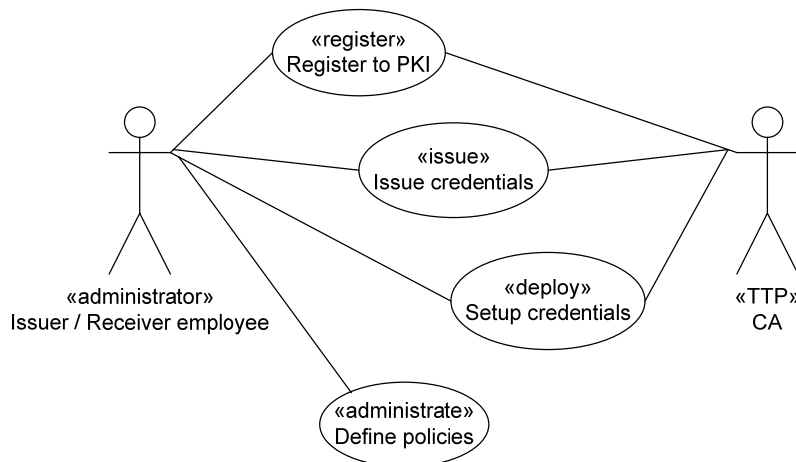 «register»
Register to PKI
«issue»
Issue credentials
«deploy»
Setup credentials
«administrator»
Issuer / Receiver employee
«TTP»
CA
«administrate»
Define policies